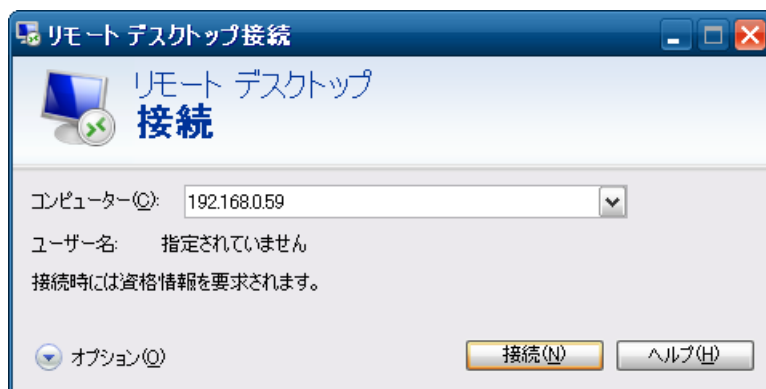 リモート デスクトップ接続
リモート デスクトップ
接続
コンピューター(C): 192.168.0.59
ユーザー名: 指定されていません
接続時には資格情報を要求されます。
オプション(O) 接続(N) ヘルプ(H)